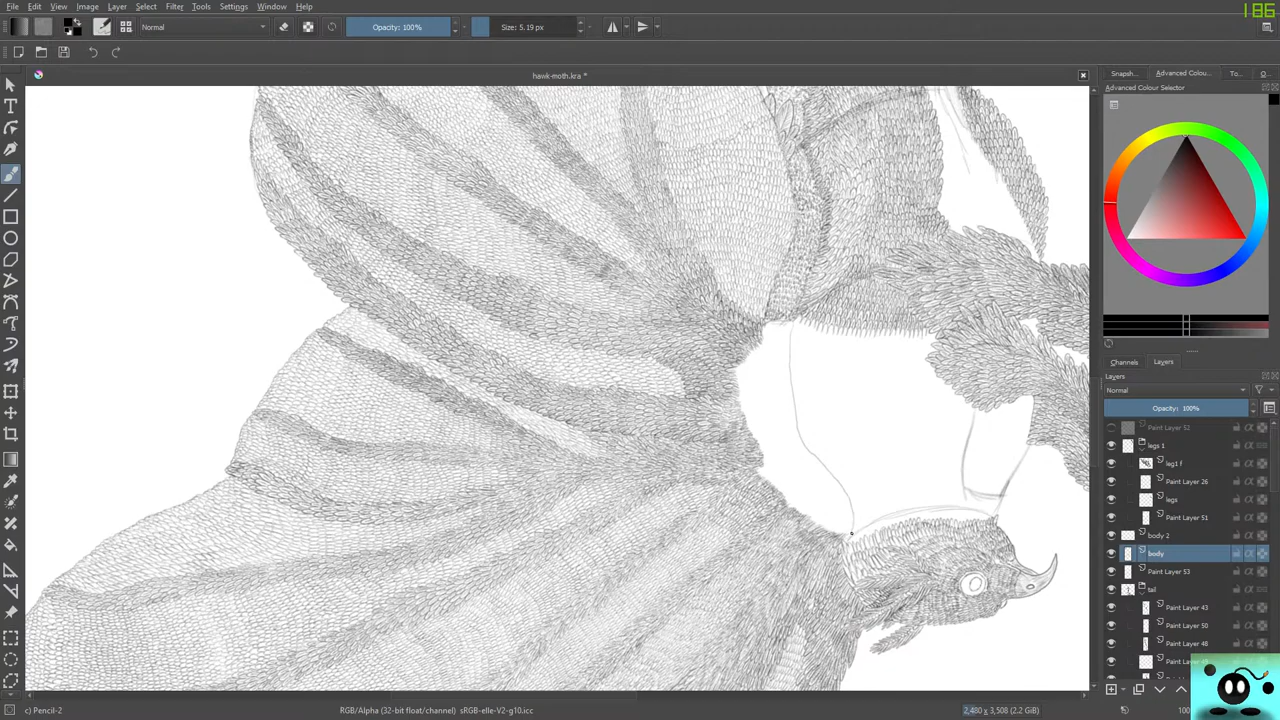 File Edit View Image Layer Select Filter Tools Settings Window Help
186
Normal
Opacity: 100%
Size: 5.19 px
hawk-moth.kra *
Snapsh...
Advanced Colou...
To...
O...
Advanced Colour Selector
Channels
Layers
Layers
Normal
Opacity: 100%
Paint Layer 52
legs 1
leg1 f
Paint Layer 26
legs
Paint Layer 51
body 2
body
Paint Layer 53
tail
Paint Layer 43
Paint Layer 50
Paint Layer 48
c) Pencil-2
RGB/Alpha (32-bit float/channel) sRGB-elle-V2-g10.icc
2,480 x 3,508 (2.2 GiB)